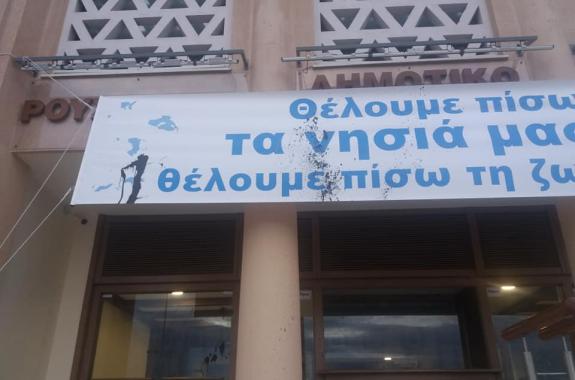 ΔΗΜΟΤΙΚΟ
Θέλουμε πίσω
τα νησιά μας
θέλουμε πίσω τη ζω